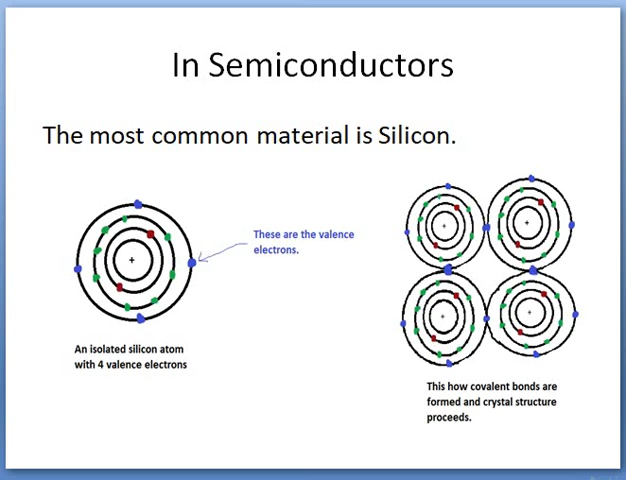 In Semiconductors
The most common material is Silicon.
These are the valence
electrons.
+
+
+
+
+
An isolated silicon atom
with 4 valence electrons
This how covalent bonds are
formed and crystal structure
proceeds.